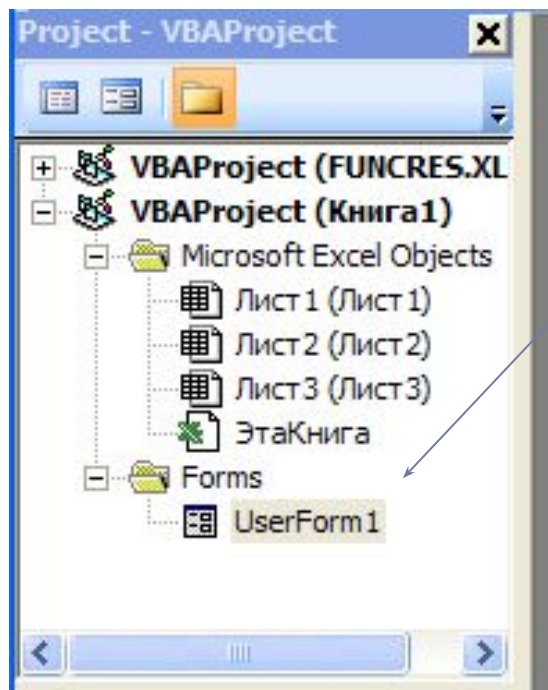 Project - VBAProject
VBAProject (FUNCRES.XL
VBAProject (Книга1)
Microsoft Excel Objects
Лист1 (Лист1)
Лист2 (Лист2)
Лист3 (Лист3)
ЭтаКнига
Forms
UserForm1